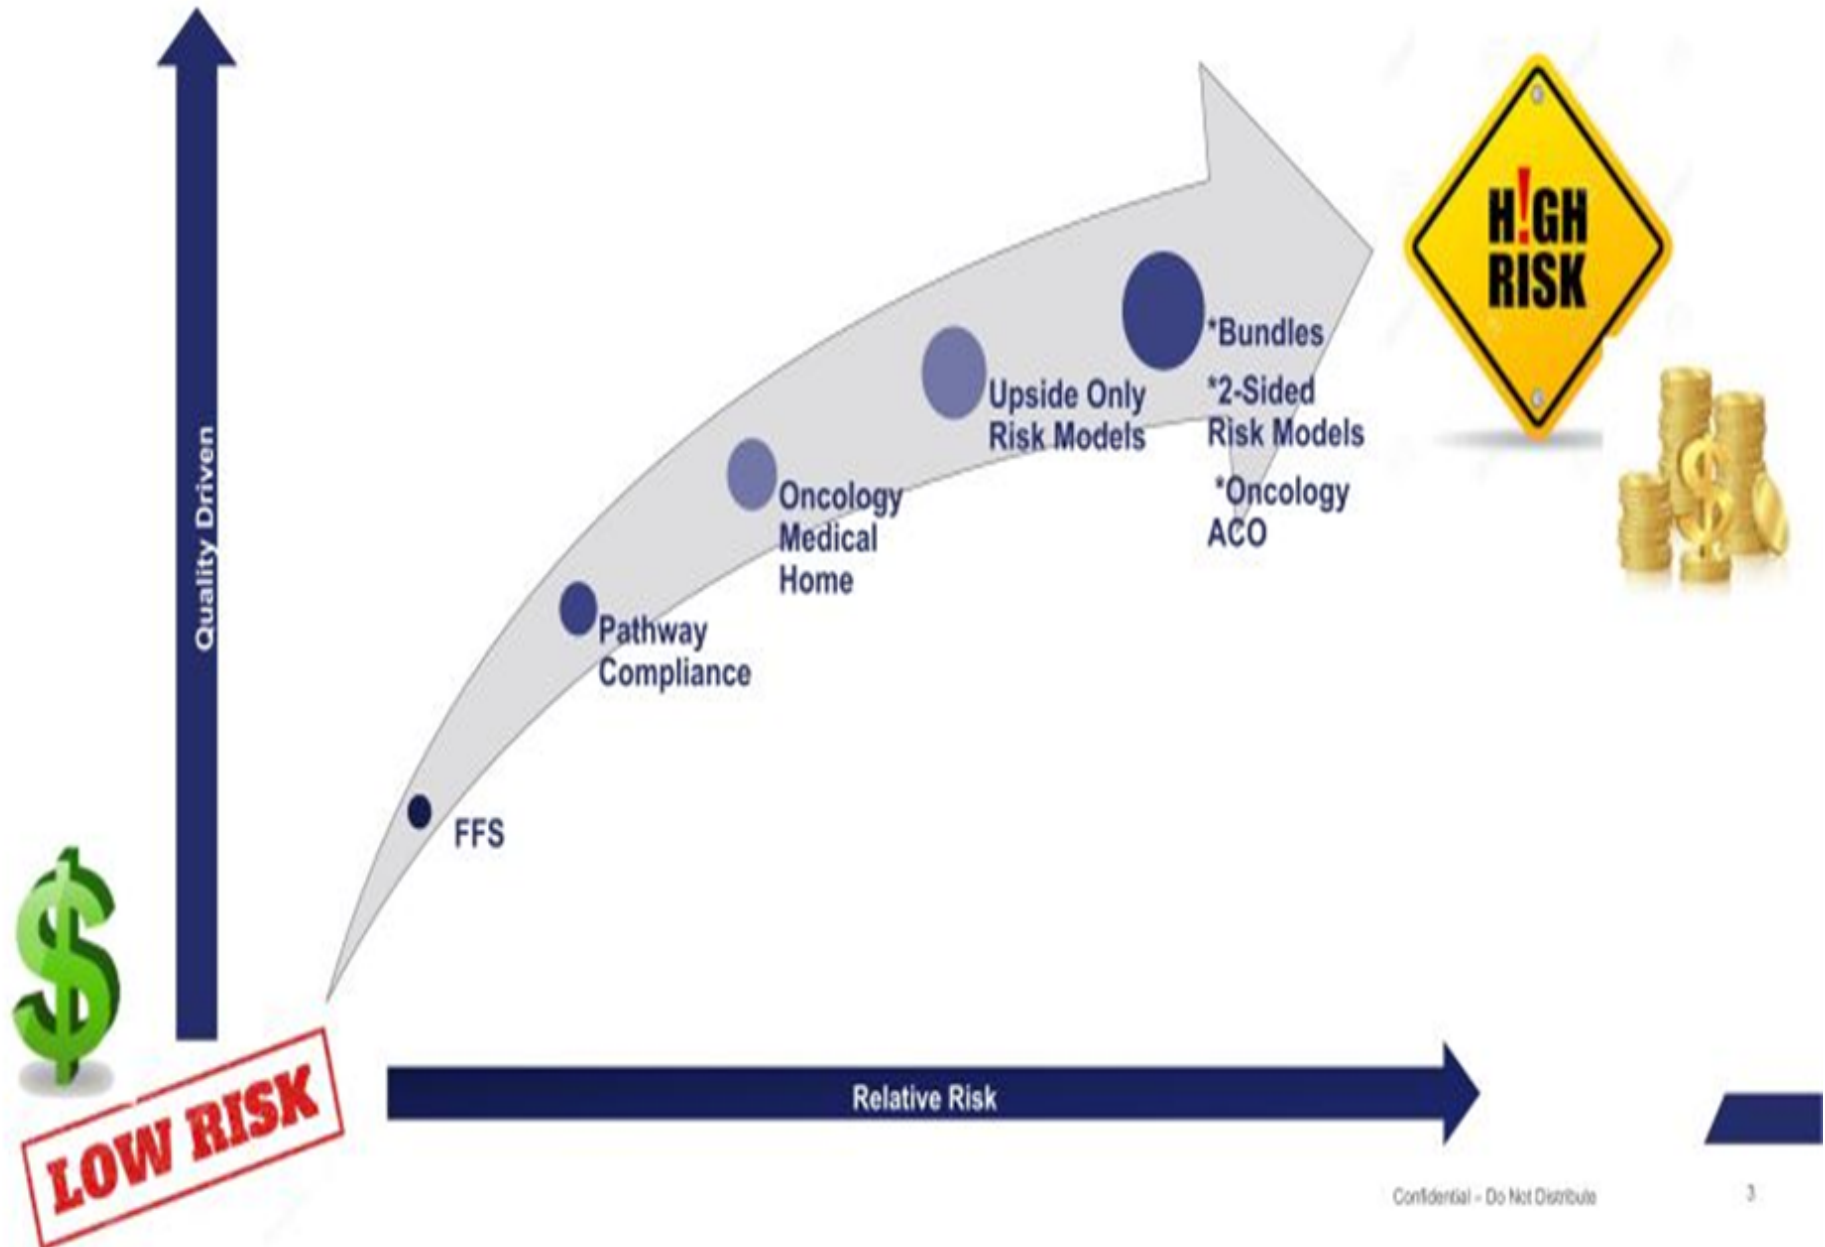 Quality Driven
H!GH
RISK
*Bundles
*2-Sided
Risk Models
*Oncology
ACO
Upside Only
Risk Models
Oncology
Medical
Home
Pathway
Compliance
FFS
$
LOW RISK
Relative Risk
Confidential – Do Not Distribute
3